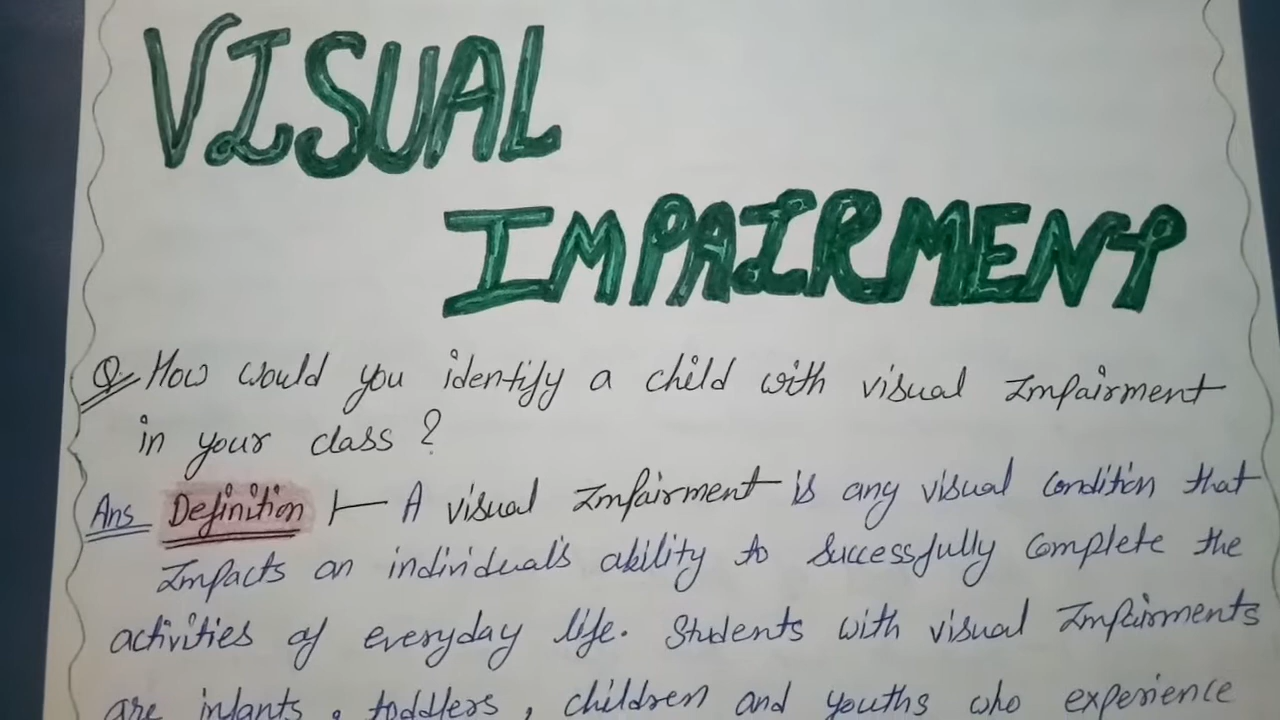 VISUAL
IMPAIRMENT
Q. How would you identify a child with visual Impairment
in your class ?
Ans Definition :- A visual Impairment is any visual condition that
Impacts an individual's ability to successfully complete the
activities of everyday life. Students with visual Impairments
are infants, toddlers, children and youths who experience